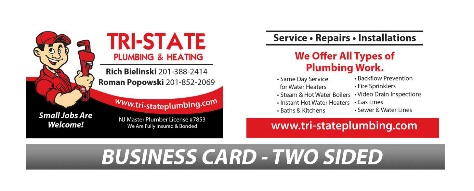 TRI-STATE
PLUMBING & HEATING
Rich Bielinski 201-388-2414
Roman Popowski 201-852-2069
www.tri-stateplumbing.com
Small Jobs Are
Welcome!
NJ Master Plumber License #7853
We Are Fully Insured & Bonded
Service • Repairs • Installations
We Offer All Types of
Plumbing Work.
• Same Day Service
for Water Heaters
• Steam & Hot Water Boilers
• Instant Hot Water Heaters
• Baths & Kitchens
• Backflow Prevention
• Fire Sprinklers
• Video Drain Inspections
• Gas Lines
• Sewer & Water Lines
www.tri-stateplumbing.com
BUSINESS CARD - TWO SIDED